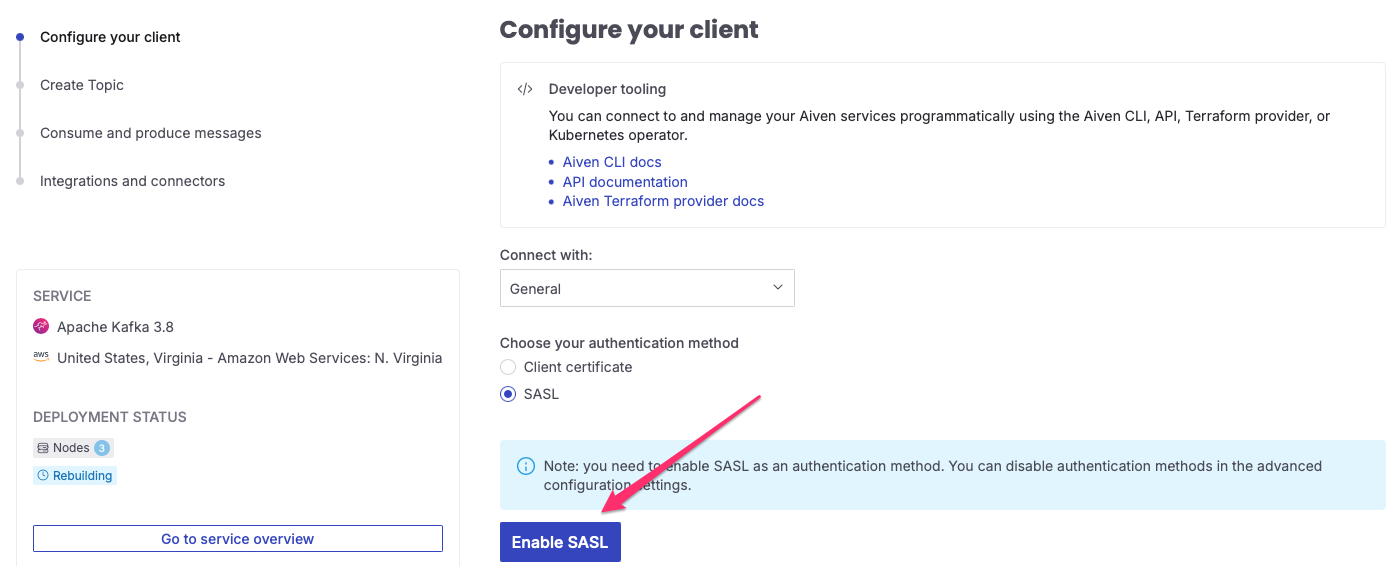 Configure your client
Create Topic
Consume and produce messages
Integrations and connectors
SERVICE
Apache Kafka 3.8
aws
United States, Virginia - Amazon Web Services: N. Virginia
DEPLOYMENT STATUS
Nodes 3
Rebuilding
Go to service overview
Configure your client
</> Developer tooling
You can connect to and manage your Aiven services programmatically using the Aiven CLI, API, Terraform provider, or
Kubernetes operator.
• Aiven CLI docs
• API documentation
• Aiven Terraform provider docs
Connect with:
General
Choose your authentication method
Client certificate
SASL
Note: you need to enable SASL as an authentication method. You can disable authentication methods in the advanced
configuration settings.
Enable SASL